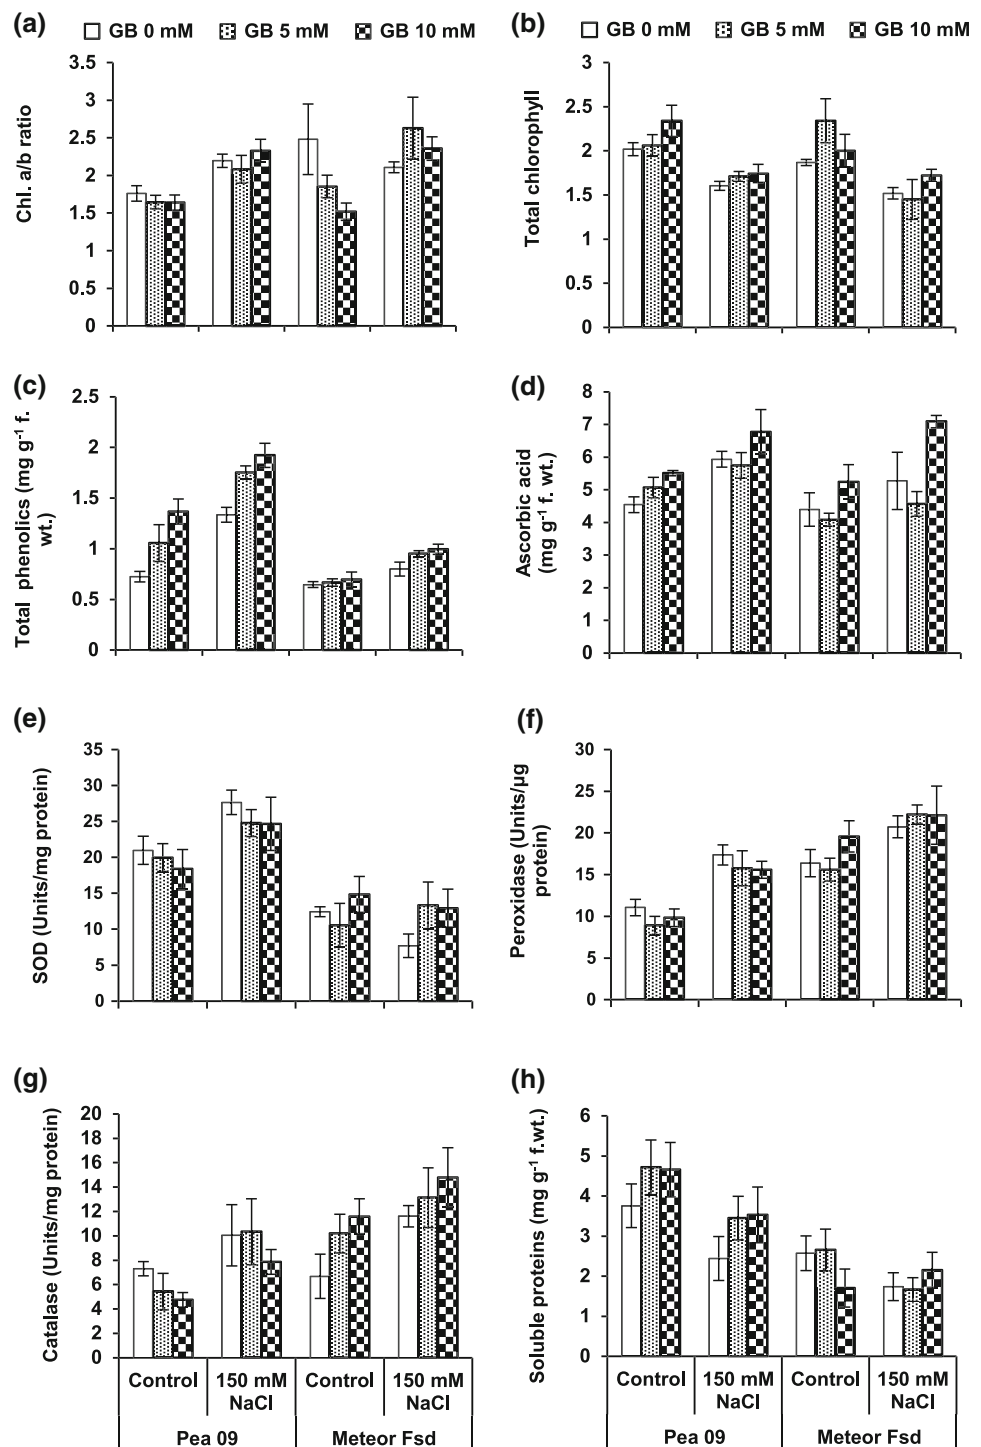 (a)
GB 0 mM GB 5 mM GB 10 mM
Chl. a/b ratio
3.5
3
2.5
2
1.5
1
0.5
0
(b)
GB 0 mM GB 5 mM GB 10 mM
Total chlorophyll
3
2.5
2
1.5
1
0.5
0
(c)
Total phenolics (mg g⁻¹ f.
wt.)
2.5
2
1.5
1
0.5
0
(d)
Ascorbic acid
(mg g⁻¹ f. wt.)
8
7
6
5
4
3
2
1
0
(e)
SOD (Units/mg protein)
35
30
25
20
15
10
5
0
(f)
Peroxidase (Units/µg
protein)
30
25
20
15
10
5
0
(g)
Catalase (Units/mg protein)
20
18
16
14
12
10
8
6
4
2
0
Control 150 mM Control 150 mM
NaCl NaCl
Pea 09 Meteor Fsd
(h)
Soluble proteins (mg g⁻¹ f.wt.)
6
5
4
3
2
1
0
Control 150 mM Control 150 mM
NaCl NaCl
Pea 09 Meteor Fsd